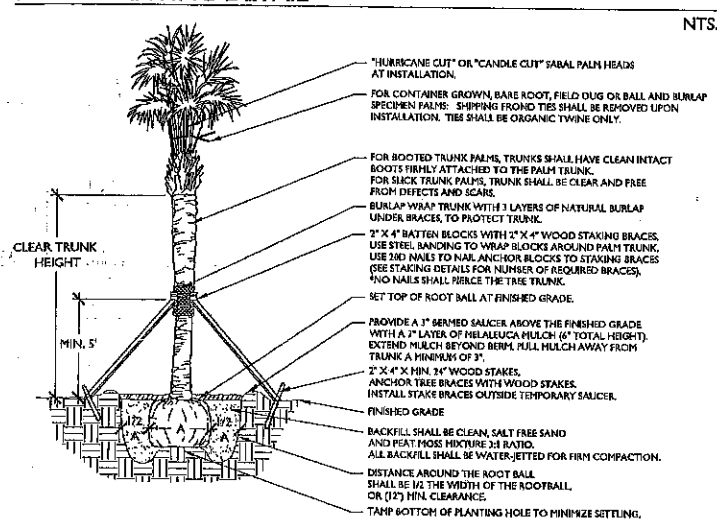 NTS.
"HURRICANE CUT" OR "CANDLE CUT" SABAL PALM HEADS
AT INSTALLATION.
FOR CONTAINER GROWN, BARE ROOT, FIELD DUG OR BALL AND BURLAP
SPECIMEN PALMS: SHIPPING FROND TIES SHALL BE REMOVED UPON
INSTALLATION. TIES SHALL BE ORGANIC TWINE ONLY.
FOR BOOTED TRUNK PALMS, TRUNKS SHALL HAVE CLEAN INTACT
BOOTS FIRMLY ATTACHED TO THE PALM TRUNK.
FOR SLICK TRUNK PALMS, TRUNK SHALL BE CLEAR AND FREE
FROM DEFECTS AND SCARS.
BURLAP WRAP TRUNK WITH 3 LAYERS OF NATURAL BURLAP
UNDER BRACES, TO PROTECT TRUNK.
2" X 4" BATTEN BLOCKS WITH 2" X 4" WOOD STAKING BRACES,
USE STEEL BANDING TO WRAP BLOCKS AROUND PALM TRUNK,
USE 20D NAILS TO NAIL ANCHOR BLOCKS TO STAKING BRACES
(SEE STAKING DETAILS FOR NUMBER OF REQUIRED BRACES).
*NO NAILS SHALL PIERCE THE TREE TRUNK.
SET TOP OF ROOT BALL AT FINISHED GRADE.
PROVIDE A 3" BERMED SAUCER ABOVE THE FINISHED GRADE
WITH A 3" LAYER OF MELALEUCA MULCH (6" TOTAL HEIGHT).
EXTEND MULCH BEYOND BERM. PULL MULCH AWAY FROM
TRUNK A MINIMUM OF 3".
2" X 4" X MIN. 24" WOOD STAKES,
ANCHOR TREE BRACES WITH WOOD STAKES.
INSTALL STAKE BRACES OUTSIDE TEMPORARY SAUCER.
FINISHED GRADE
BACKFILL SHALL BE CLEAN, SALT FREE SAND
AND PEAT MOSS MIXTURE 3:1 RATIO.
ALL BACKFILL SHALL BE WATER-JETTED FOR FIRM COMPACTION.
DISTANCE AROUND THE ROOT BALL
SHALL BE 1/2 THE WIDTH OF THE ROOTBALL,
OR (12") MIN. CLEARANCE.
TAMP BOTTOM OF PLANTING HOLE TO MINIMIZE SETTLING.
CLEAR TRUNK
HEIGHT
MIN. 5'
1/2
A
A
1/2
A